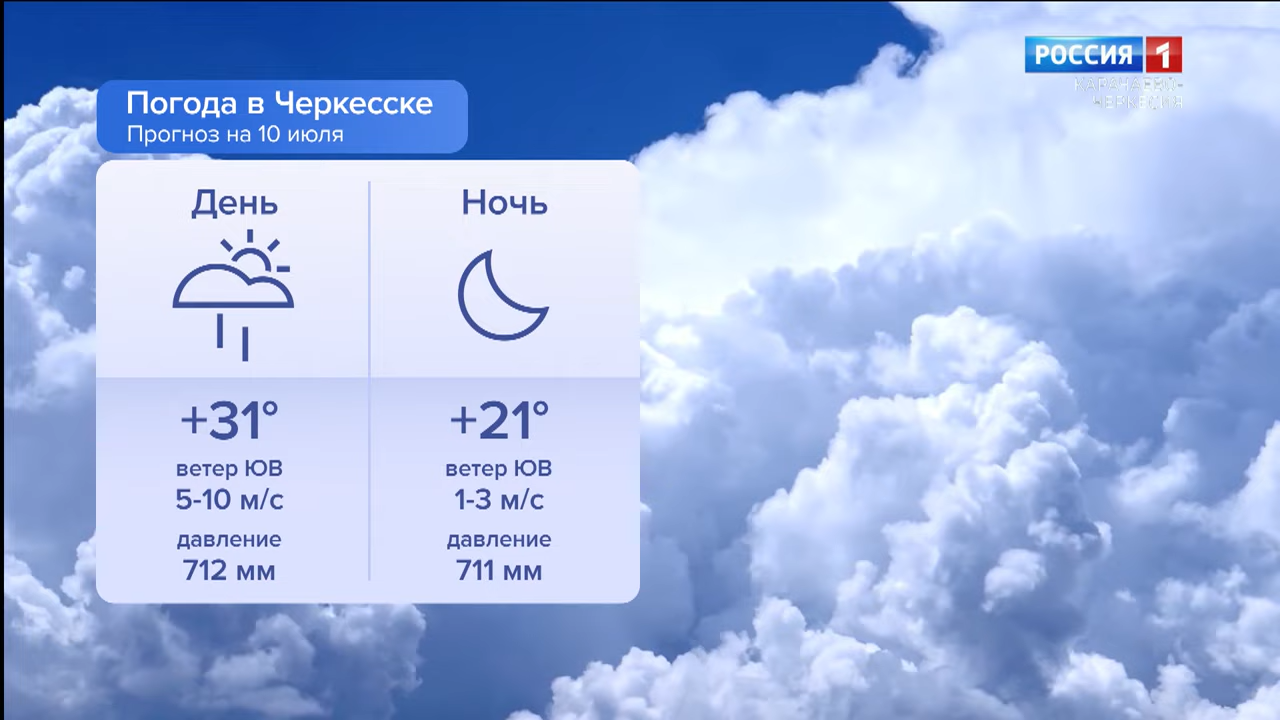 РОССИЯ 1
КАРАЧАЕВО-
ЧЕРКЕСИЯ
Погода в Черкесске
Прогноз на 10 июля
День
+31°
ветер ЮВ
5-10 м/с
давление
712 мм
Ночь
+21°
ветер ЮВ
1-3 м/с
давление
711 мм